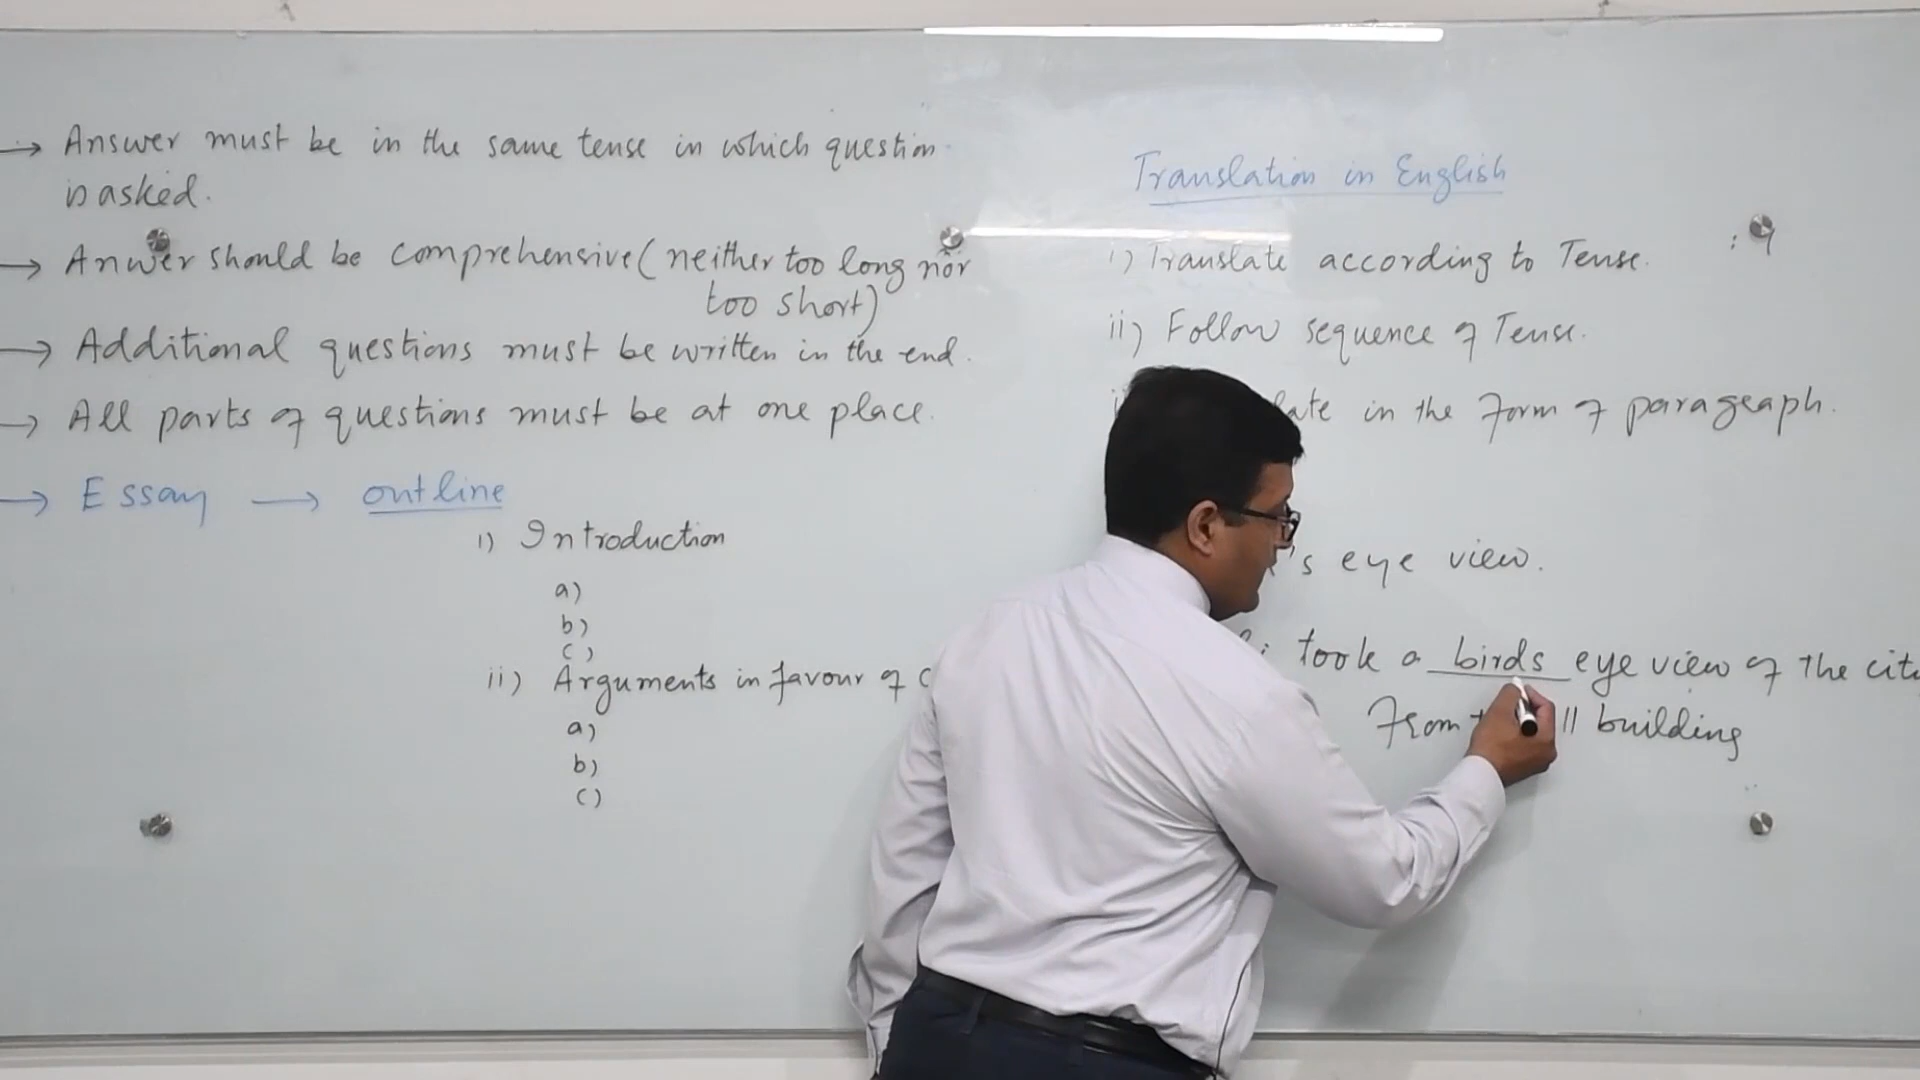 → Answer must be in the same tense in which question
is asked.
→ Anwer should be comprehensive (neither too long nor
too short)
→ Additional questions must be written in the end.
→ All parts of questions must be at one place.
→ Essay → outline
i) Introduction
a)
b)
c)
ii) Arguments in favour of
a)
b)
c)
Translation in English
i) Translate according to Tense.
ii) Follow sequence of Tense.
in the form of paragraph.
's eye view.
took a birds eye view of the
From building